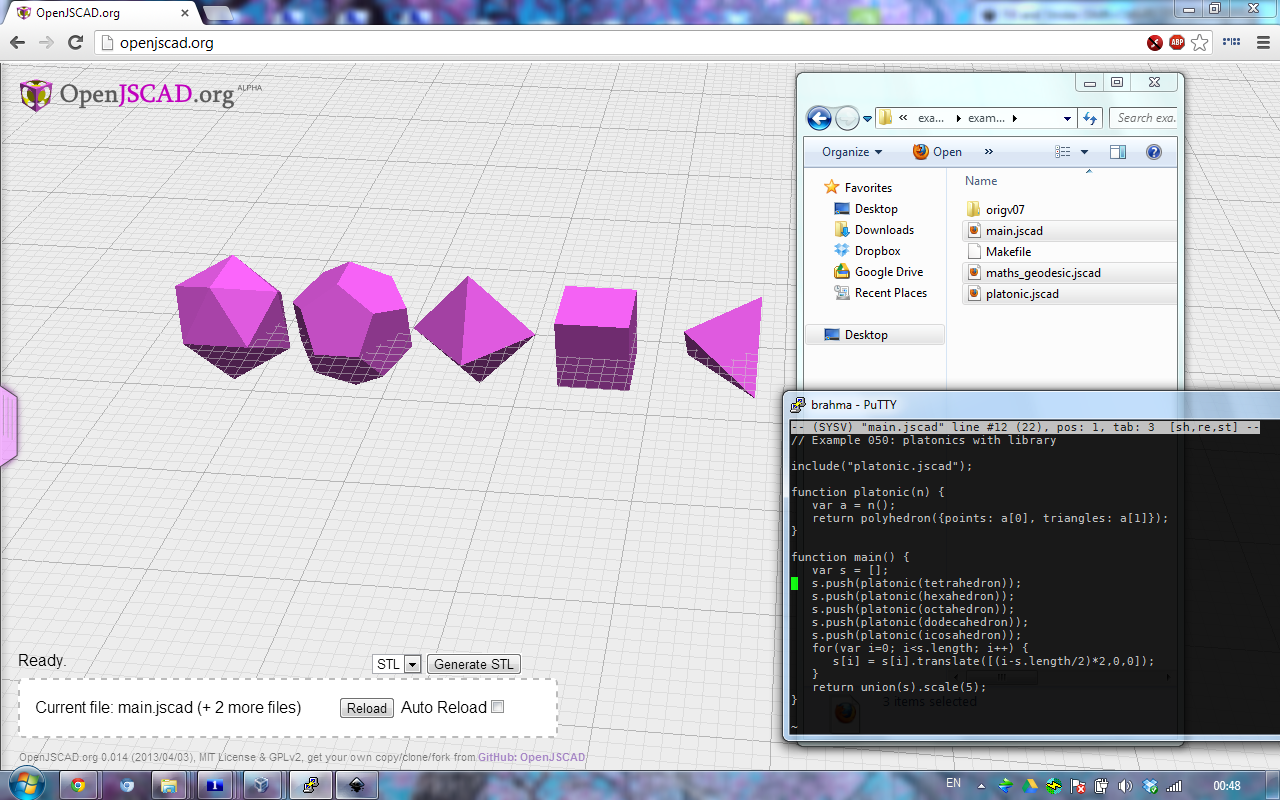 OpenJSCAD.org
openjscad.org
ABP
OpenJSCAD.org ALPHA
exa... exam...
Search exa.
Organize
Open
»
Name
Favorites
Desktop
Downloads
Dropbox
Google Drive
Recent Places
Desktop
origv07
main.jscad
Makefile
maths_geodesic.jscad
platonic.jscad
brahma - PuTTY
-- (SYSV) "main.jscad" line #12 (22), pos: 1, tab: 3 [sh,re,st] --
// Example 050: platonics with library
include("platonic.jscad");
function platonic(n) {
var a = n();
return polyhedron({points: a[0], triangles: a[1]});
}
function main() {
var s = [];
s.push(platonic(tetrahedron));
s.push(platonic(hexahedron));
s.push(platonic(octahedron));
s.push(platonic(dodecahedron));
s.push(platonic(icosahedron));
for(var i=0; i<s.length; i++) {
s[i] = s[i].translate([(i-s.length/2)*2,0,0]);
}
return union(s).scale(5);
}
~
3 items selected
Ready.
STL
Generate STL
Current file: main.jscad (+ 2 more files)
Reload
Auto Reload
OpenJSCAD.org 0.014 (2013/04/03), MIT License & GPLv2, get your own copy/clone/fork from GitHub: OpenJSCAD
1
EN
00:48